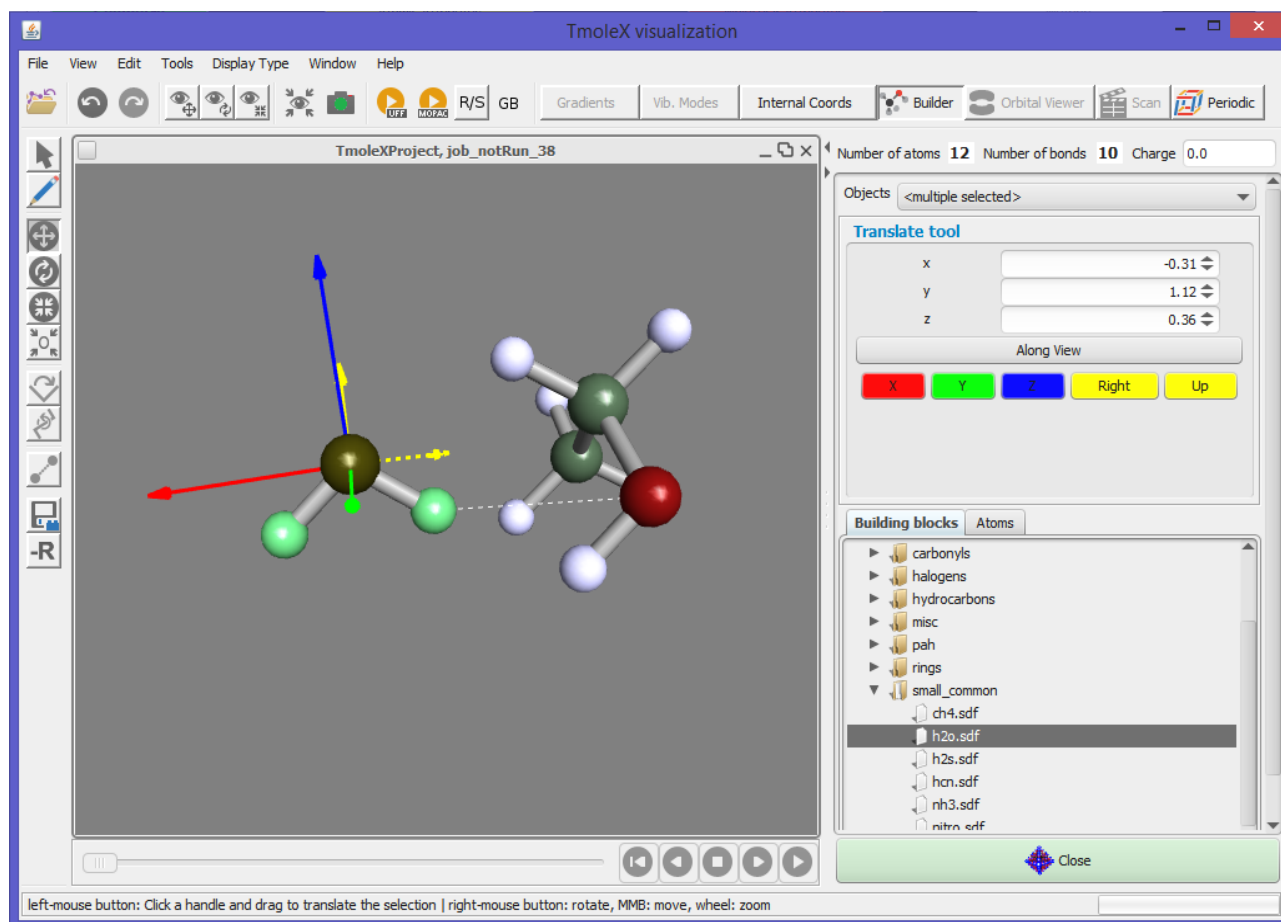 TmoleX visualization
File View Edit Tools Display Type Window Help
UFF MOPAC R/S GB Gradients Vib. Modes Internal Coords Builder Orbital Viewer Scan Periodic
TmoleXProject, job_notRun_38
Number of atoms 12 Number of bonds 10 Charge 0.0
Objects <multiple selected>
Translate tool
x -0.31
y 1.12
z 0.36
Along View
X Y Z Right Up
Building blocks Atoms
carbonyls
halogens
hydrocarbons
misc
pah
rings
small_common
ch4.sdf
h2o.sdf
h2s.sdf
hcn.sdf
nh3.sdf
nitro.sdf
-R
Close
left-mouse button: Click a handle and drag to translate the selection | right-mouse button: rotate, MMB: move, wheel: zoom